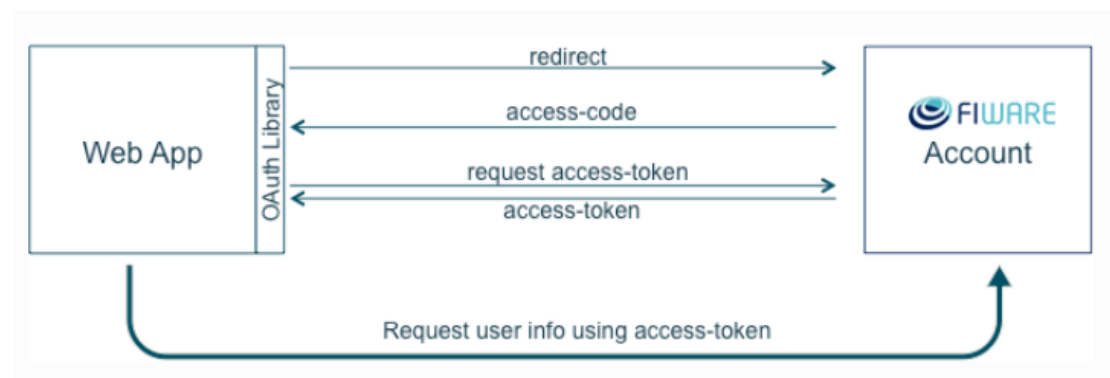 redirect
access-code
Web App
OAuth Library
request access-token
access-token
FIWARE
Account
Request user info using access-token